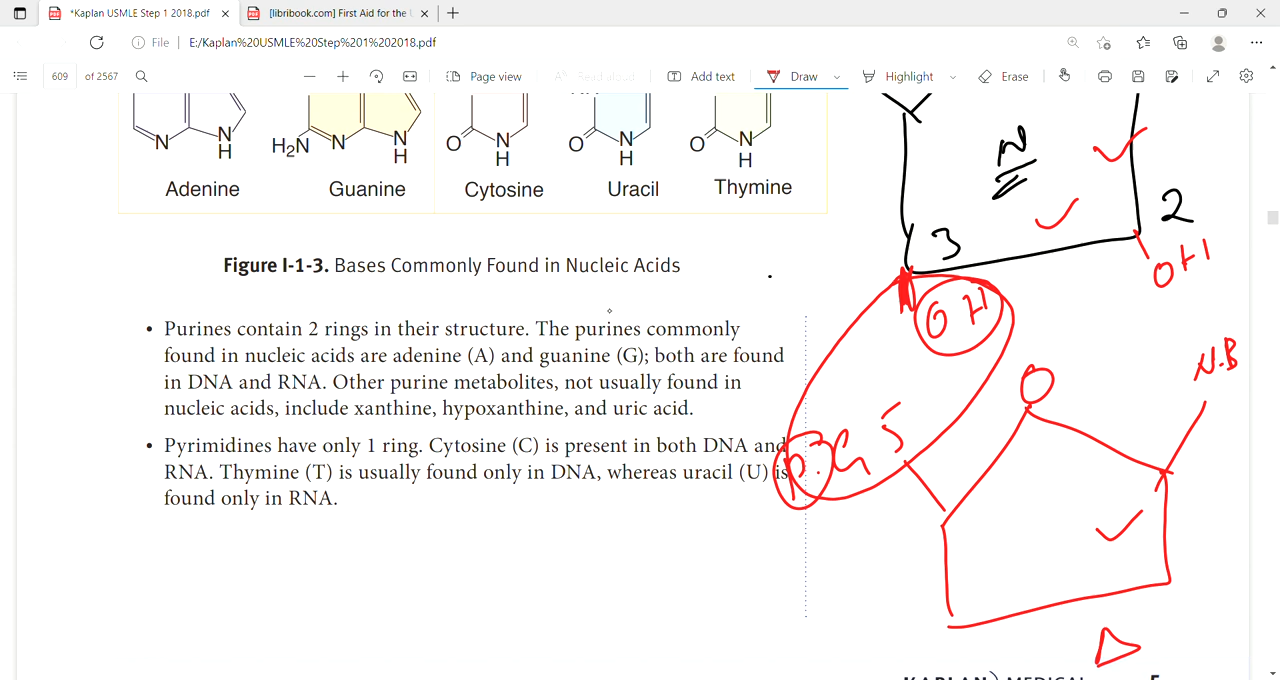 *Kaplan USMLE Step 1 2018.pdf
[libribook.com] First Aid for the
File
E:/Kaplan%20USMLE%20Step%201%202018.pdf
609
of 2567
Page view
Read aloud
Add text
Draw
Highlight
Erase
N
N
H
H2N
N
N
H
O
N
H
O
N
H
O
N
H
Adenine
Guanine
Cytosine
Uracil
Thymine
N
2
3
OH
OH
Figure I-1-3. Bases Commonly Found in Nucleic Acids
• Purines contain 2 rings in their structure. The purines commonly
found in nucleic acids are adenine (A) and guanine (G); both are found
in DNA and RNA. Other purine metabolites, not usually found in
nucleic acids, include xanthine, hypoxanthine, and uric acid.
• Pyrimidines have only 1 ring. Cytosine (C) is present in both DNA and
RNA. Thymine (T) is usually found only in DNA, whereas uracil (U) is
found only in RNA.
N.B
O
5
KAPLAN) MEDICAL
5